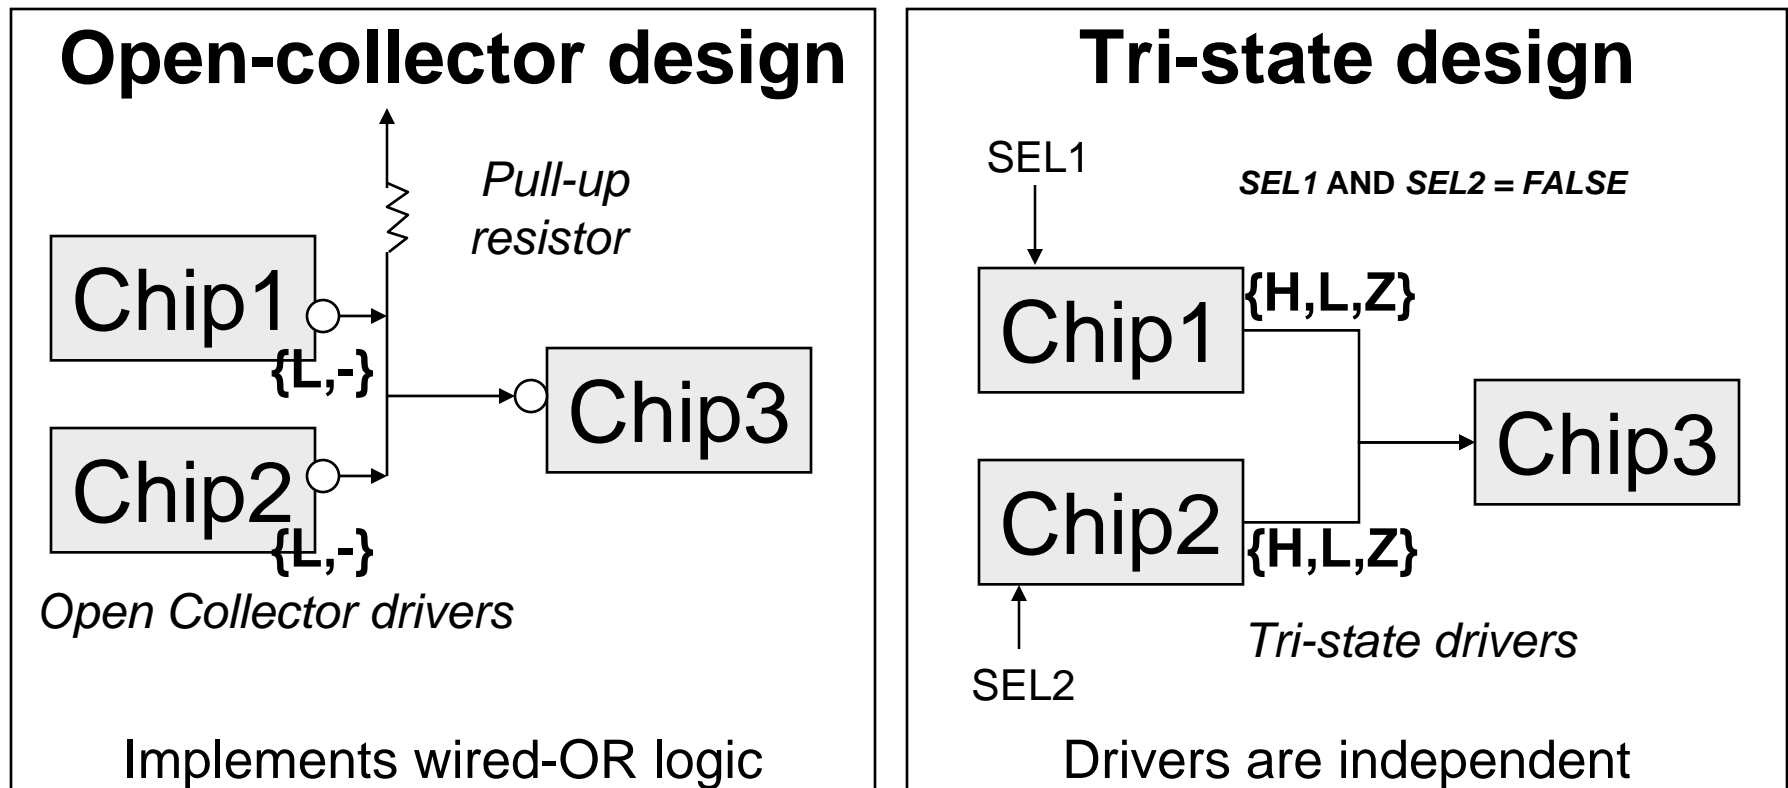 Open-collector design
Pull-up
resistor
Chip1
{L,-}
Chip3
Chip2
{L,-}
Open Collector drivers
Implements wired-OR logic
Tri-state design
SEL1
SEL1 AND SEL2 = FALSE
{H,L,Z}
Chip1
Chip3
Chip2
{H,L,Z}
Tri-state drivers
SEL2
Drivers are independent